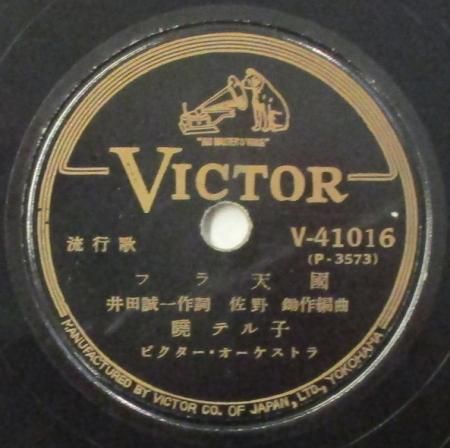 "HIS MASTER'S VOICE"
VICTOR
流行歌
V-41016
(P-3573)
フラ天國
井田誠一作詞 佐野 鋤作編曲
曉テル子
ビクター・オーケストラ
MANUFACTURED BY VICTOR CO. OF JAPAN, LTD., YOKOHAMA